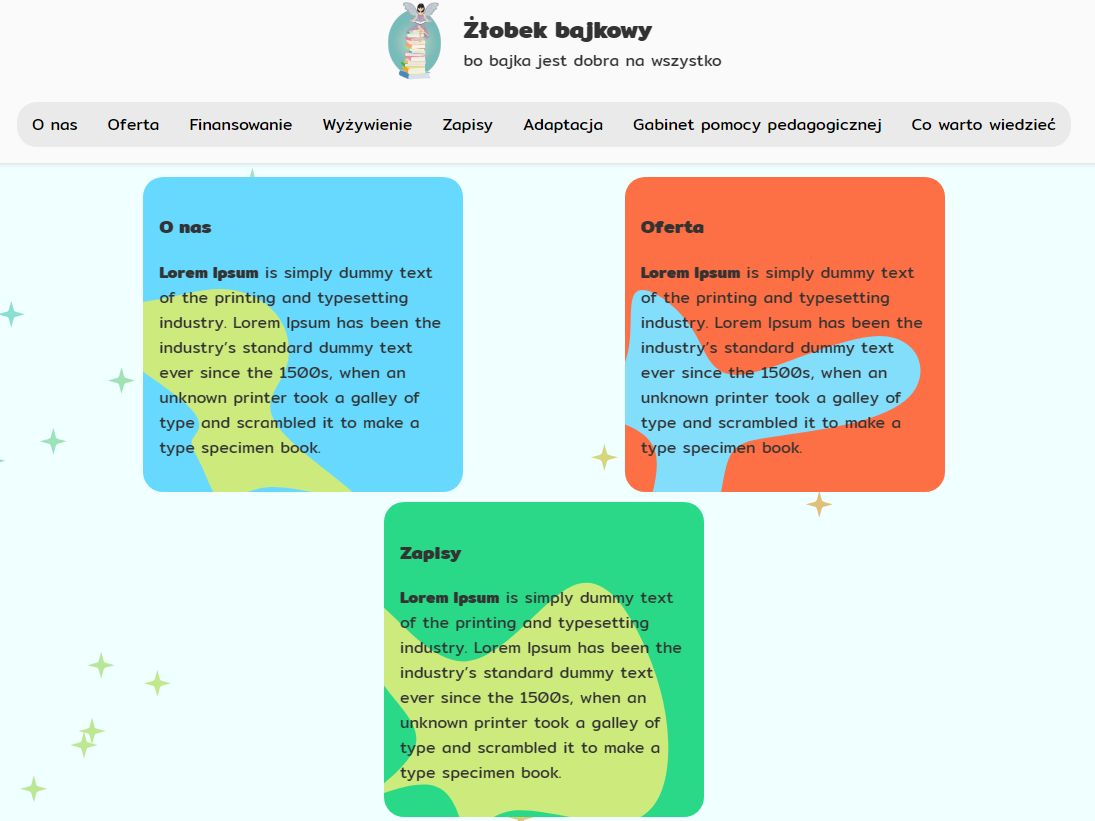 Żłobek bajkowy
bo bajka jest dobra na wszystko
O nas Oferta Finansowanie Wyżywienie Zapisy Adaptacja Gabinet pomocy pedagogicznej Co warto wiedzieć
O nas
Lorem Ipsum is simply dummy text
of the printing and typesetting
industry. Lorem Ipsum has been the
industry's standard dummy text
ever since the 1500s, when an
unknown printer took a galley of
type and scrambled it to make a
type specimen book.
Oferta
Lorem Ipsum is simply dummy text
of the printing and typesetting
industry. Lorem Ipsum has been the
industry's standard dummy text
ever since the 1500s, when an
unknown printer took a galley of
type and scrambled it to make a
type specimen book.
Zapisy
Lorem Ipsum is simply dummy text
of the printing and typesetting
industry. Lorem Ipsum has been the
industry's standard dummy text
ever since the 1500s, when an
unknown printer took a galley of
type and scrambled it to make a
type specimen book.